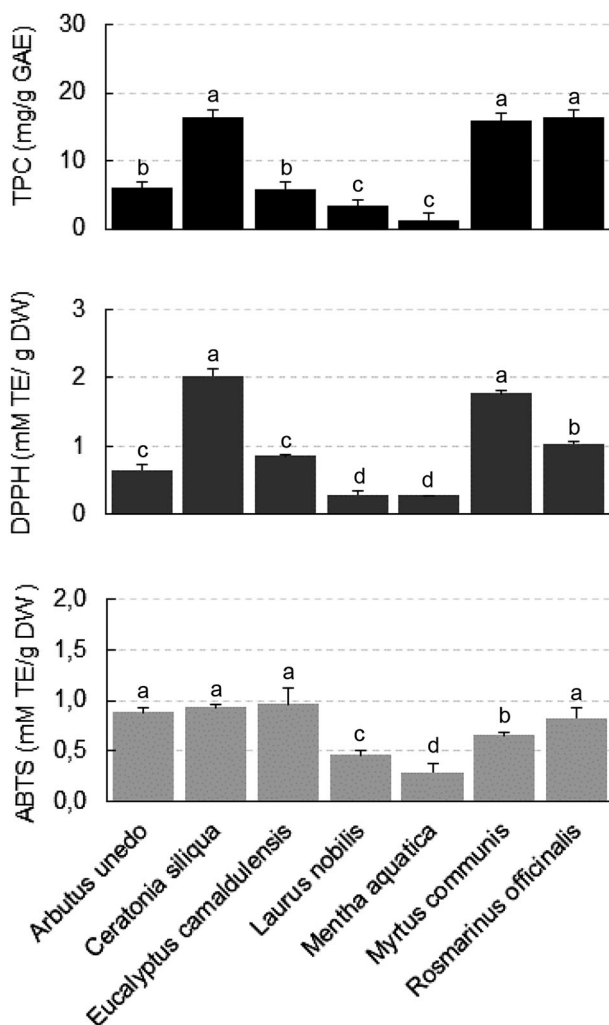 TPC (mg/g GAE)
30
20
10
0
b
a
b
c
c
a
a
DPPH (mM TE/ g DW)
3
2
1
0
c
a
c
d
d
a
b
ABTS (mM TE/g DW )
2,0
1,5
1,0
0,5
0,0
a
a
a
c
d
b
a
Arbutus unedo
Ceratonia siliqua
Eucalyptus camaldulensis
Laurus nobilis
Mentha aquatica
Myrtus communis
Rosmarinus officinalis